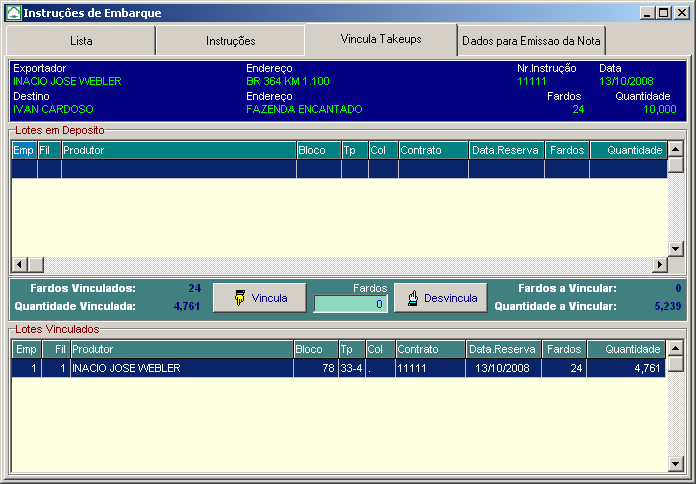 Instruções de Embarque
Lista Instruções Vincula Takeups Dados para Emissao da Nota
Exportador Endereço Nr.Instrução Data
INACIO JOSE WEBLER BR 364 KM 1.100 11111 13/10/2008
Destino Endereço Fardos Quantidade
IVAN CARDOSO FAZENDA ENCANTADO 24 10,000
Lotes em Deposito
Emp Fil Produtor Bloco Tp Col Contrato Data.Reserva Fardos Quantidade
Fardos Vinculados: 24 Vincula Fardos 0 Desvincula Fardos a Vincular: 0
Quantidade Vinculada: 4,761 Quantidade a Vincular: 5,239
Lotes Vinculados
Emp Fil Produtor Bloco Tp Col Contrato Data.Reserva Fardos Quantidade
1 1 INACIO JOSE WEBLER 78 33-4 . 11111 13/10/2008 24 4,761